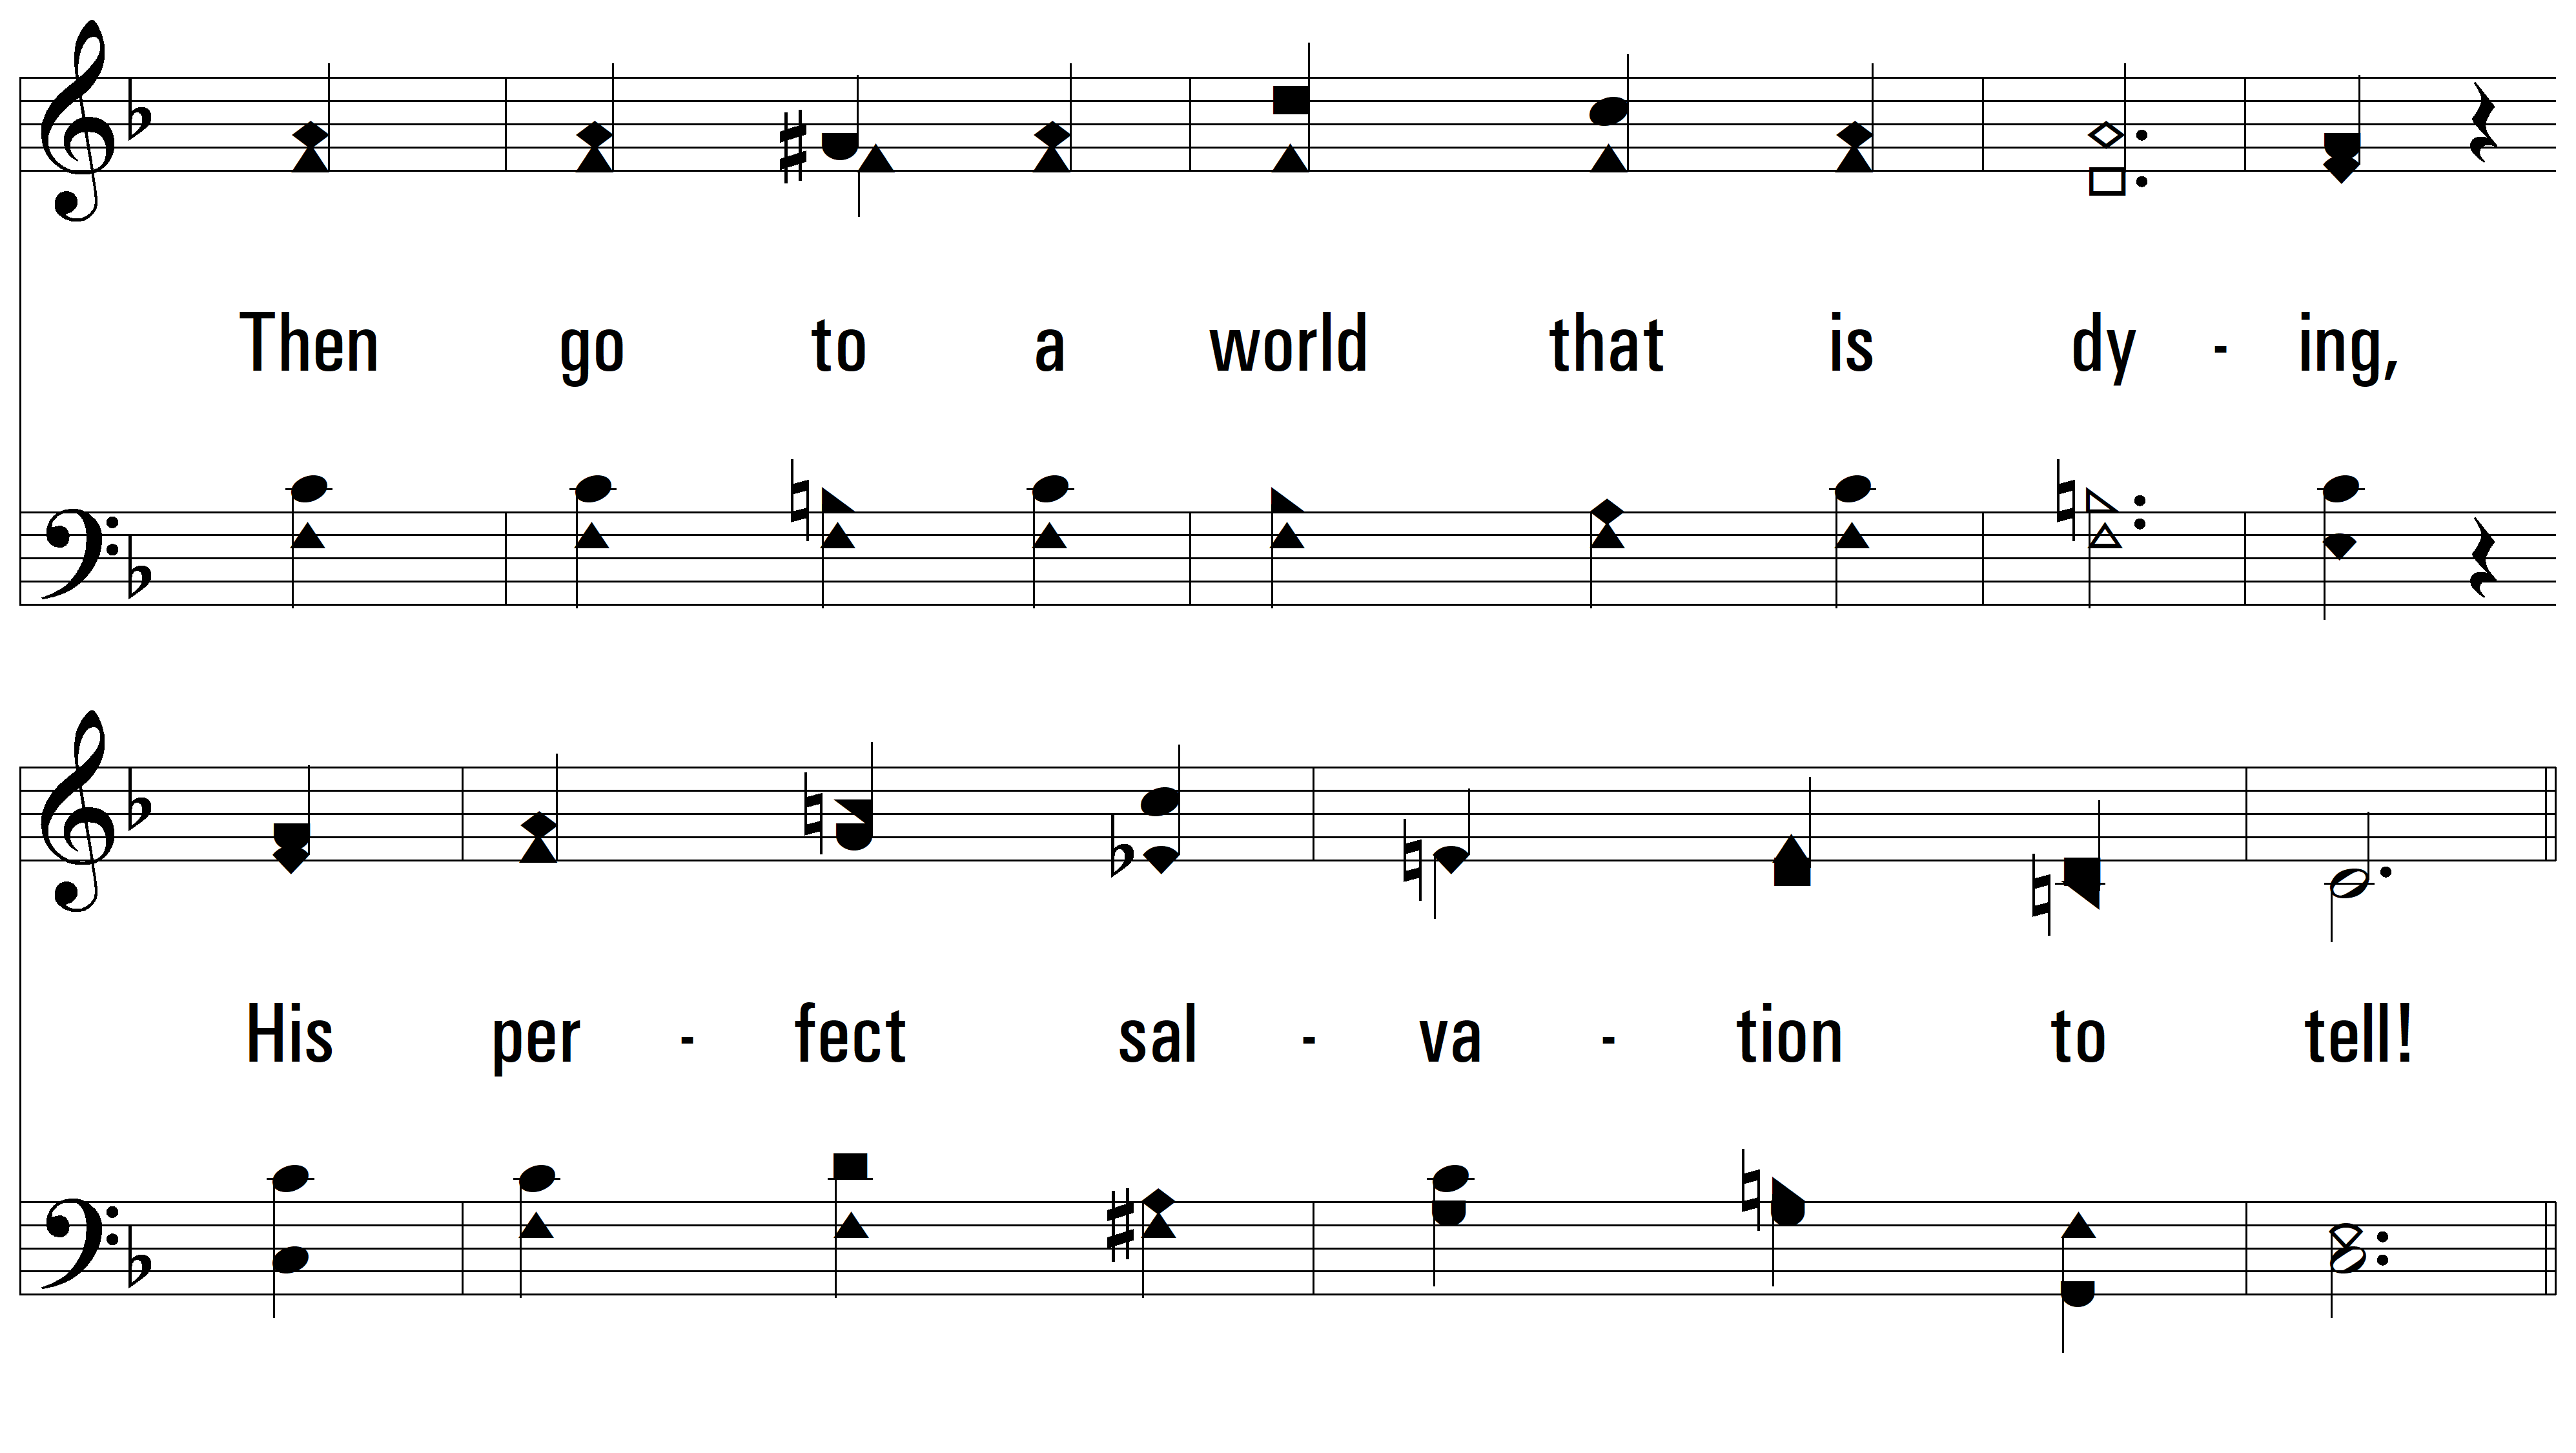 Then go to a world that is dy - ing,
His per - fect sal - va - tion to tell!